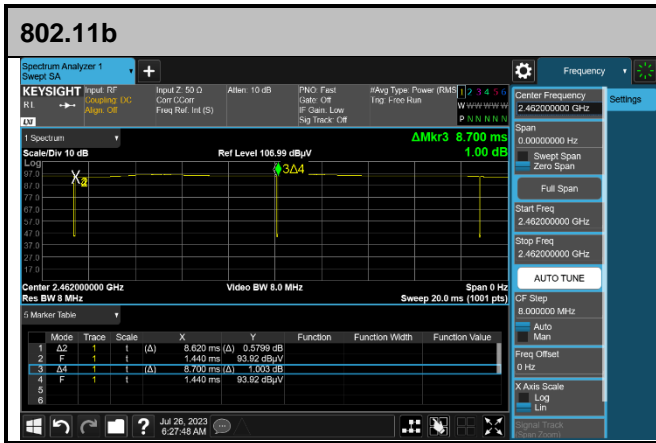 802.11b
Spectrum Analyzer 1
Swept SA
+
Frequency
KEYSIGHT
RL
LXI
Input: RF
Coupling: DC
Align: Off
Input Z: 50 Ω
Corr CCorr
Freq Ref: Int (S)
Atten: 10 dB
PNO: Fast
Gate: Off
IF Gain: Low
Sig Track: Off
#Avg Type: Power (RMS
Trig: Free Run
1 2 3 4 5 6
W W W W W W
P N N N N N
Center Frequency
2.462000000 GHz
Settings
1 Spectrum
ΔMkr3 8.700 ms
Scale/Div 10 dB
Ref Level 106.99 dBµV
1.00 dB
Log
97.0
87.0
77.0
67.0
57.0
47.0
37.0
27.0
17.0
X2
3Δ4
Center 2.462000000 GHz
Video BW 8.0 MHz
Span 0 Hz
Res BW 8 MHz
Sweep 20.0 ms (1001 pts)
Span
0.00000000 Hz
Swept Span
Zero Span
Full Span
Start Freq
2.462000000 GHz
Stop Freq
2.462000000 GHz
AUTO TUNE
CF Step
8.000000 MHz
Auto
Man
Freq Offset
0 Hz
X Axis Scale
Log
Lin
Signal Track
(Span Zoom)
5 Marker Table
Mode Trace Scale X Y Function Function Width Function Value
1 Δ2 1 t (Δ) 8.620 ms (Δ) 0.5799 dB
2 F 1 t 1.440 ms 93.92 dBµV
3 Δ4 1 t (Δ) 8.700 ms (Δ) 1.003 dB
4 F 1 t 1.440 ms 93.92 dBµV
5
6
?
Jul 26, 2023
6:27:48 AM